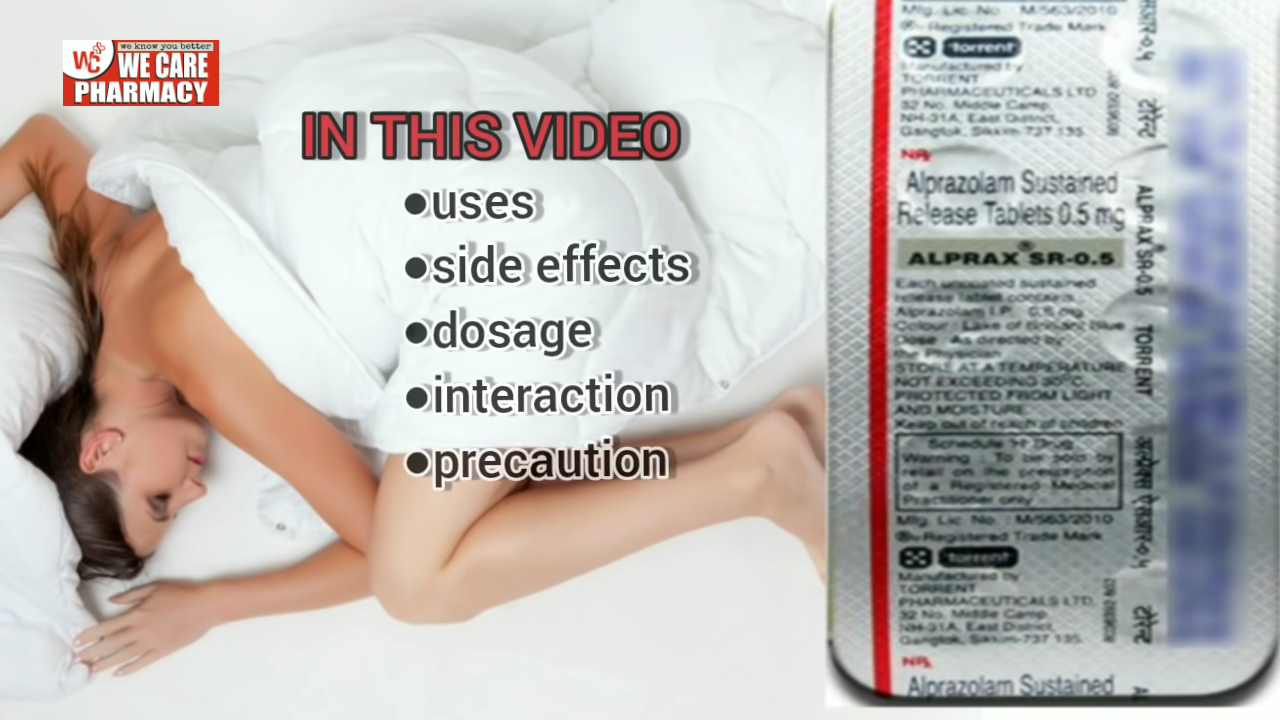 we know you better
WC
WE CARE
PHARMACY
IN THIS VIDEO
•uses
•side effects
•dosage
•interaction
•precaution
Mfg. Lic. No. : M/563/2010
®-Registered Trade Mark
torrent
Manufactured by
TORRENT
PHARMACEUTICALS LTD.
32 No. Middle Camp,
NH-31A, East District,
Gangtok, Sikkim-737 135.
NRx
Alprazolam Sustained
Release Tablets 0.5 mg
ALPRAX® SR-0.5
Each uncoated sustained
release tablet contains:
Alprazolam I.P. 0.5 mg
Colour : Lake of Brilliant Blue
Dose : As directed by
the Physician
STORE AT A TEMPERATURE
NOT EXCEEDING 30°C,
PROTECTED FROM LIGHT
AND MOISTURE
Keep out of reach of children
Schedule H Drug
Warning : To be sold by
retail on the prescription
of a Registered Medical
Practitioner only
Mfg. Lic. No. : M/563/2010
®-Registered Trade Mark
torrent
Manufactured by
TORRENT
PHARMACEUTICALS LTD.
32 No. Middle Camp,
NH-31A, East District,
Gangtok, Sikkim-737 135.
NRx
Alprazolam Sustained
ALPRAX® SR-0.5 TORRENT